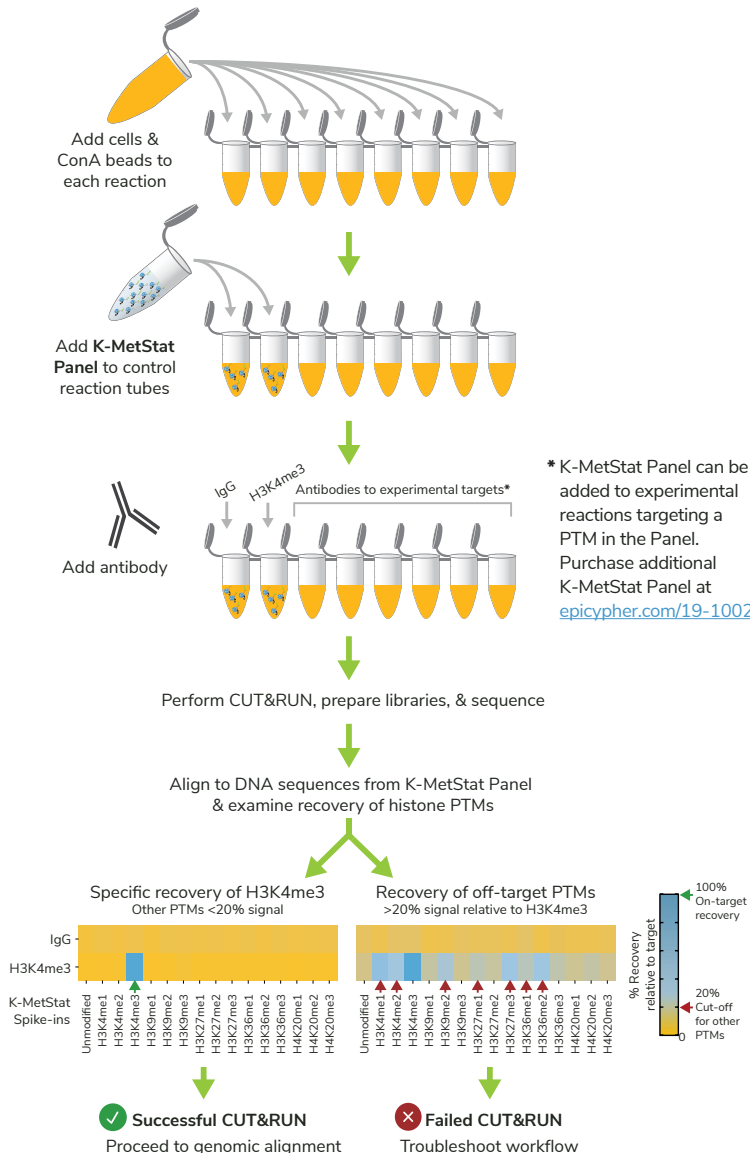 Add cells &
ConA beads to
each reaction
Add K-MetStat
Panel to control
reaction tubes
IgG
H3K4me3
Antibodies to experimental targets*
Add antibody
* K-MetStat Panel can be
added to experimental
reactions targeting a
PTM in the Panel.
Purchase additional
K-MetStat Panel at
epicypher.com/19-1002
Perform CUT&RUN, prepare libraries, & sequence
Align to DNA sequences from K-MetStat Panel
& examine recovery of histone PTMs
Specific recovery of H3K4me3
Other PTMs <20% signal
IgG
H3K4me3
K-MetStat
Spike-ins
Unmodified
H3K4me1
H3K4me2
H3K4me3
H3K9me1
H3K9me2
H3K9me3
H3K27me1
H3K27me2
H3K27me3
H3K36me1
H3K36me2
H3K36me3
H4K20me1
H4K20me2
H4K20me3
Recovery of off-target PTMs
>20% signal relative to H3K4me3
Unmodified
H3K4me1
H3K4me2
H3K4me3
H3K9me1
H3K9me2
H3K9me3
H3K27me1
H3K27me2
H3K27me3
H3K36me1
H3K36me2
H3K36me3
H4K20me1
H4K20me2
H4K20me3
% Recovery
relative to target
100%
On-target
recovery
20%
Cut-off
for other
PTMs
0
Successful CUT&RUN
Proceed to genomic alignment
Failed CUT&RUN
Troubleshoot workflow